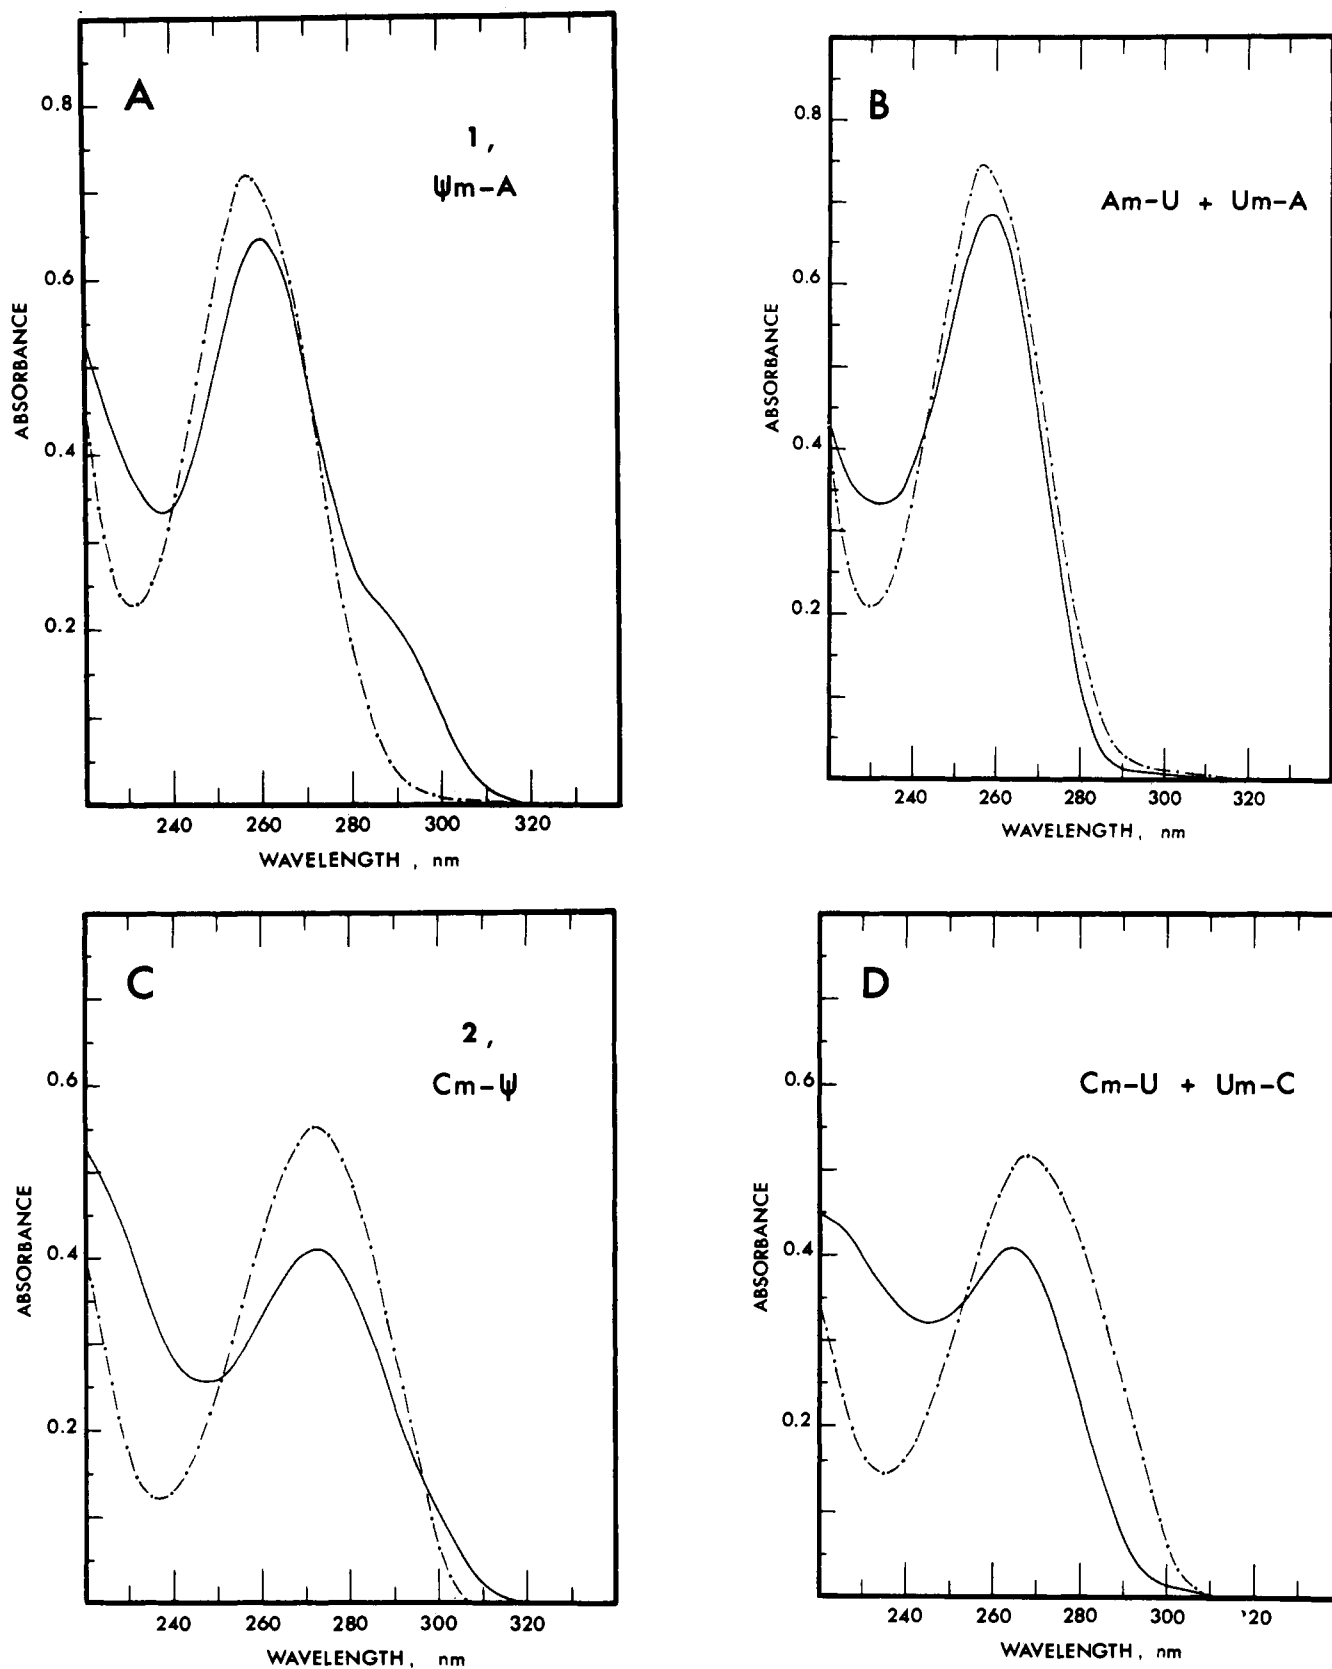 A
1,
Ψm-A
0.8
0.6
0.4
0.2
ABSORBANCE
240 260 280 300 320
WAVELENGTH, nm
B
Am-U + Um-A
0.8
0.6
0.4
0.2
ABSORBANCE
240 260 280 300 320
WAVELENGTH, nm
C
2,
Cm-Ψ
0.6
0.4
0.2
ABSORBANCE
240 260 280 300 320
WAVELENGTH, nm
D
Cm-U + Um-C
0.6
0.4
0.2
ABSORBANCE
240 260 280 300 '20
WAVELENGTH, nm